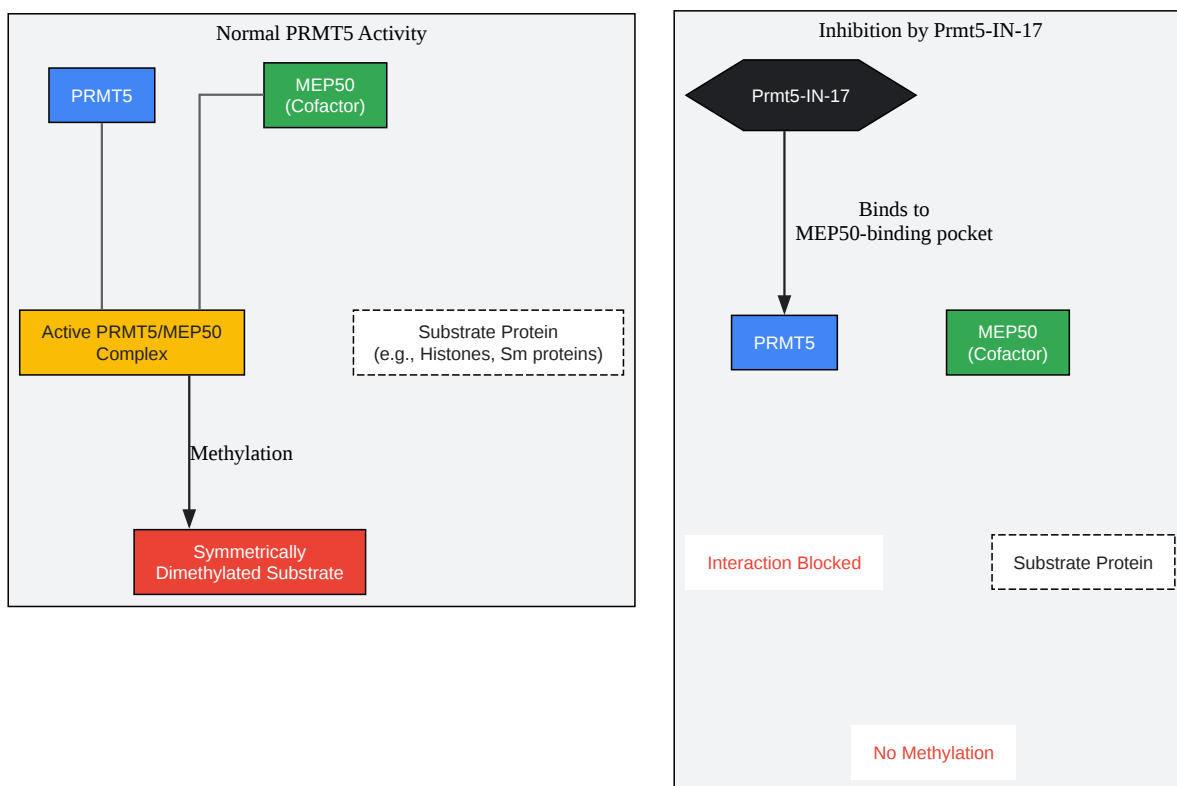 Normal PRMT5 Activity
PRMT5
MEP50
(Cofactor)
Active PRMT5/MEP50
Complex
Substrate Protein
(e.g., Histones, Sm proteins)
Methylation
Symmetrically
Dimethylated Substrate
Inhibition by Prmt5-IN-17
Prmt5-IN-17
Binds to
MEP50-binding pocket
PRMT5
MEP50
(Cofactor)
Interaction Blocked
Substrate Protein
No Methylation